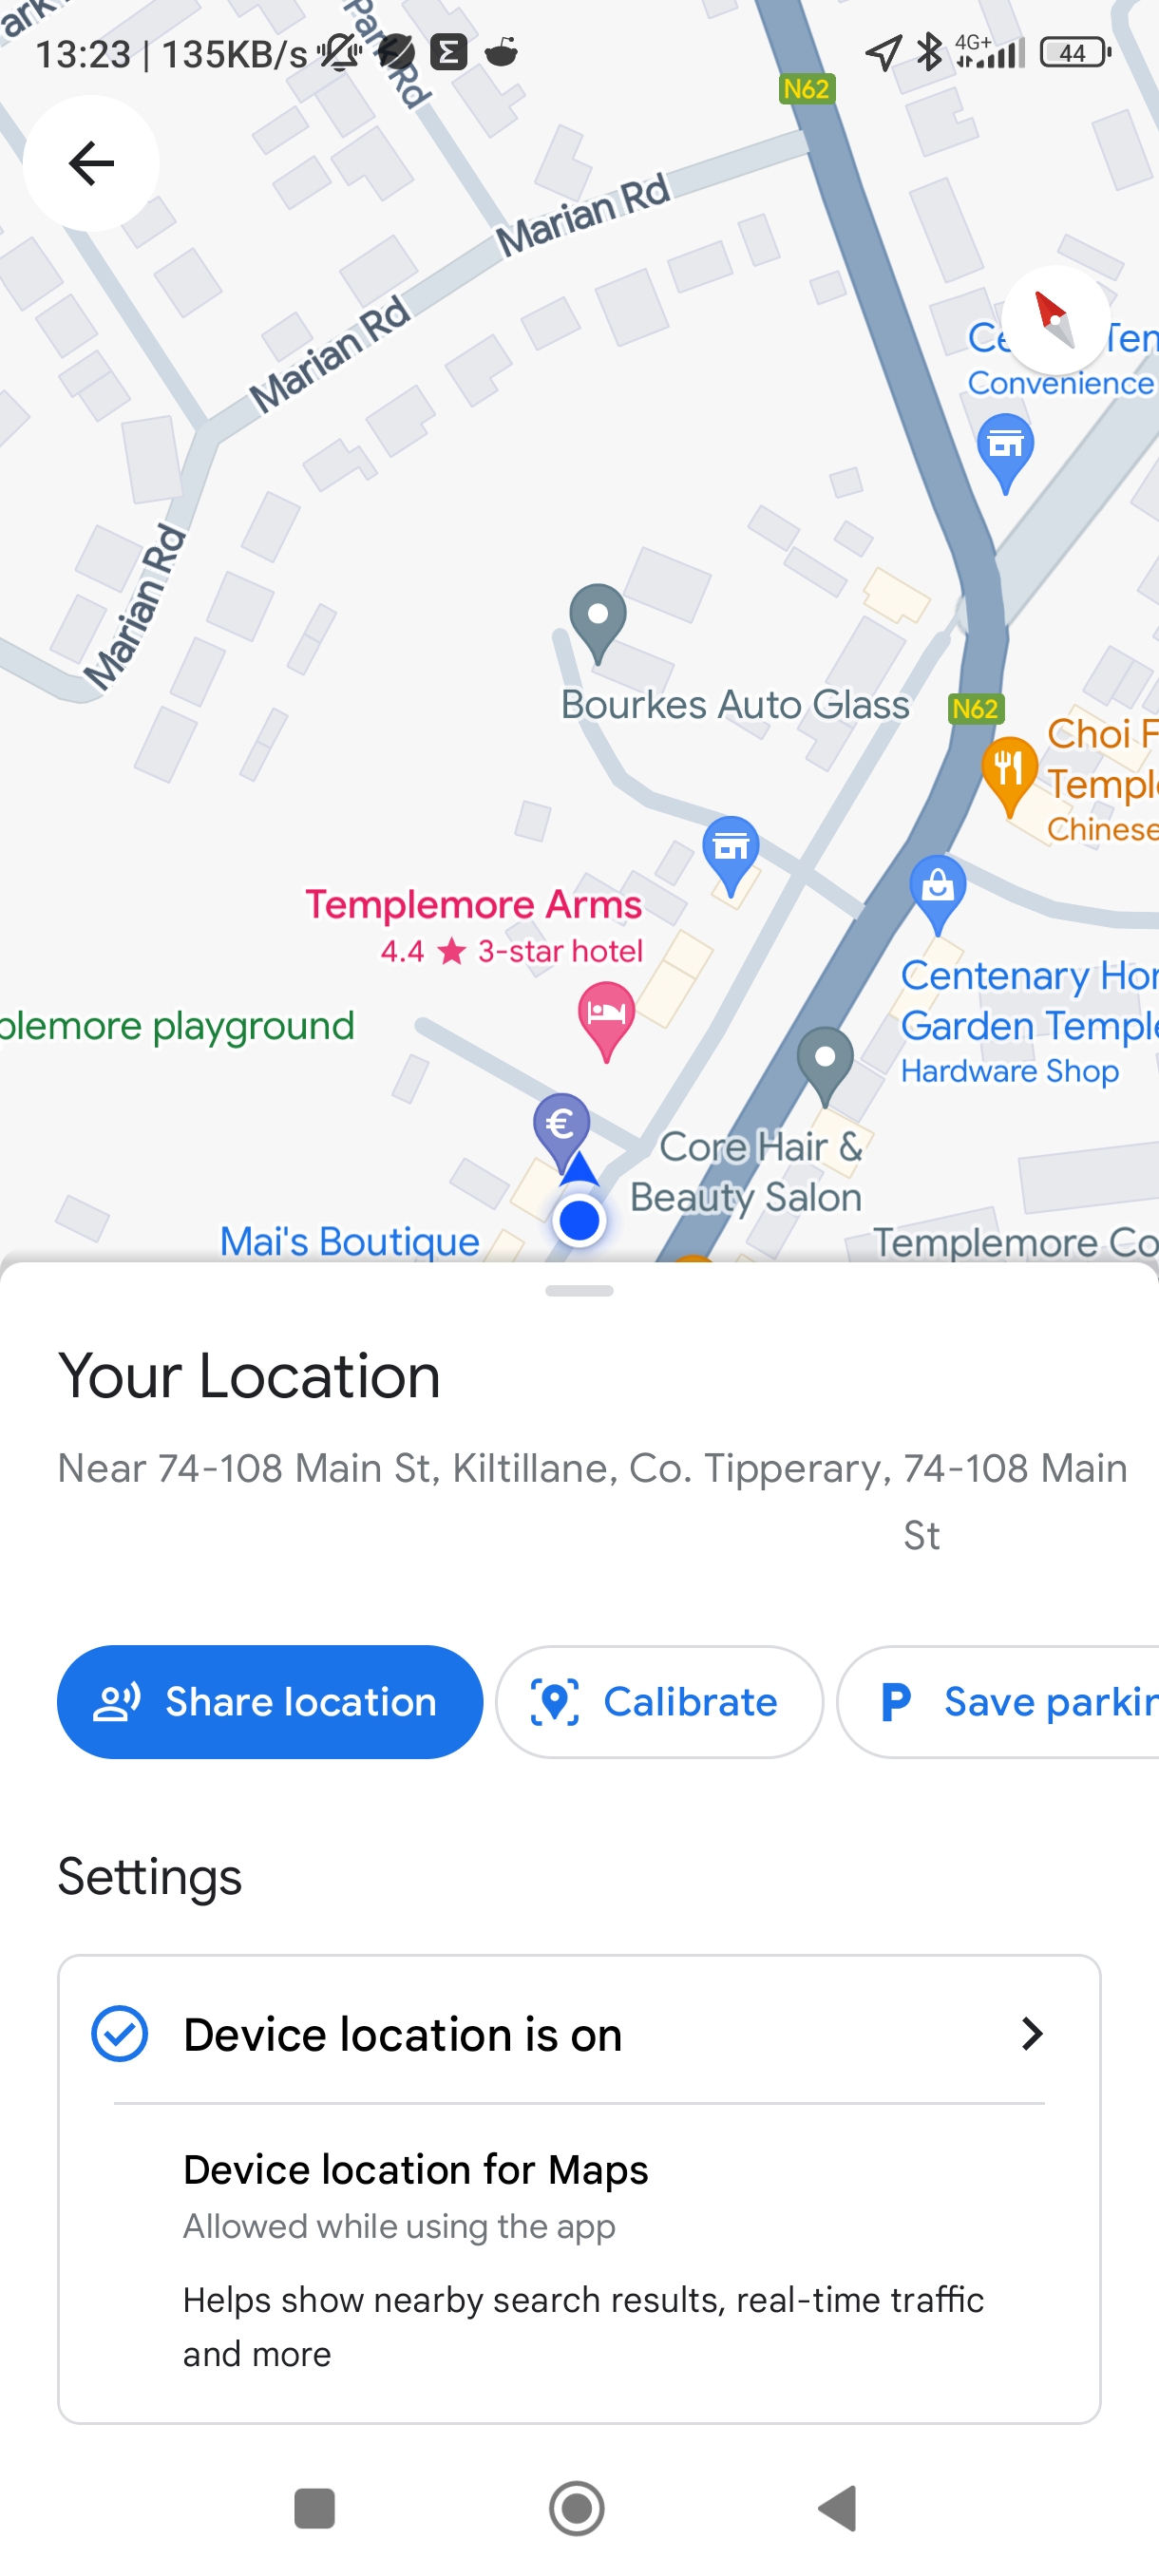 13:23 | 135KB/s
4G+
44
Park Rd
N62
Marian Rd
Marian Rd
Marian Rd
Convenience
Bourkes Auto Glass
N62
Choi F
Templ
Chinese
Templemore Arms
4.4 ★ 3-star hotel
plemore playground
Centenary Hor
Garden Temple
Hardware Shop
€
Core Hair &
Beauty Salon
Mai's Boutique
Templemore Co
Your Location
Near 74-108 Main St, Kiltillane, Co. Tipperary, 74-108 Main
St
Share location
Calibrate
P Save parkin
Settings
Device location is on
Device location for Maps
Allowed while using the app
Helps show nearby search results, real-time traffic
and more